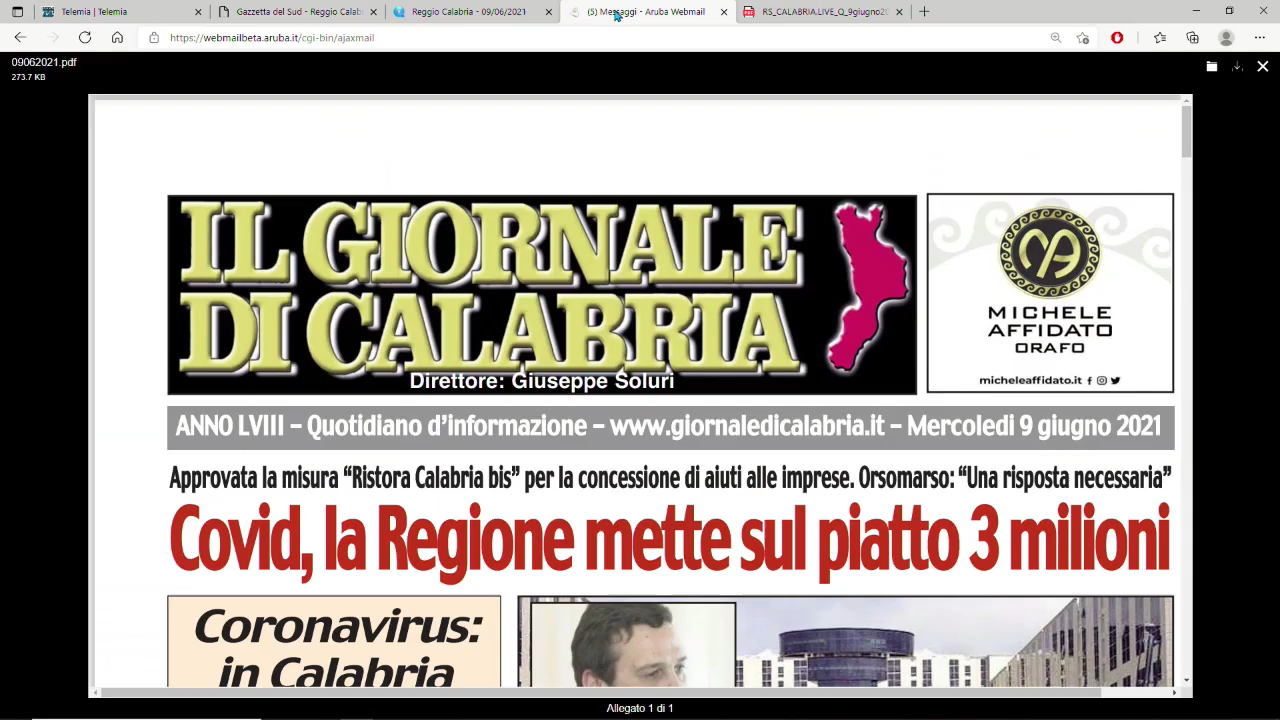 Telemia | Telemia
Gazzetta del Sud - Reggio Calab
Reggio Calabria - 09/06/2021
(5) Messaggi - Aruba Webmail
RS_CALABRIA.LIVE_Q_9giugno20
https://webmailbeta.aruba.it/cgi-bin/ajaxmail
09062021.pdf
273.7 KB
IL GIORNALE
DI CALABRIA
Direttore: Giuseppe Soluri
MA
MICHELE
AFFIDATO
ORAFO
micheleaffidato.it
ANNO LVIII – Quotidiano d'informazione – www.giornaledicalabria.it – Mercoledì 9 giugno 2021
Approvata la misura “Ristora Calabria bis” per la concessione di aiuti alle imprese. Orsomarso: “Una risposta necessaria”
Covid, la Regione mette sul piatto 3 milioni
Coronavirus:
in Calabria
Allegato 1 di 1